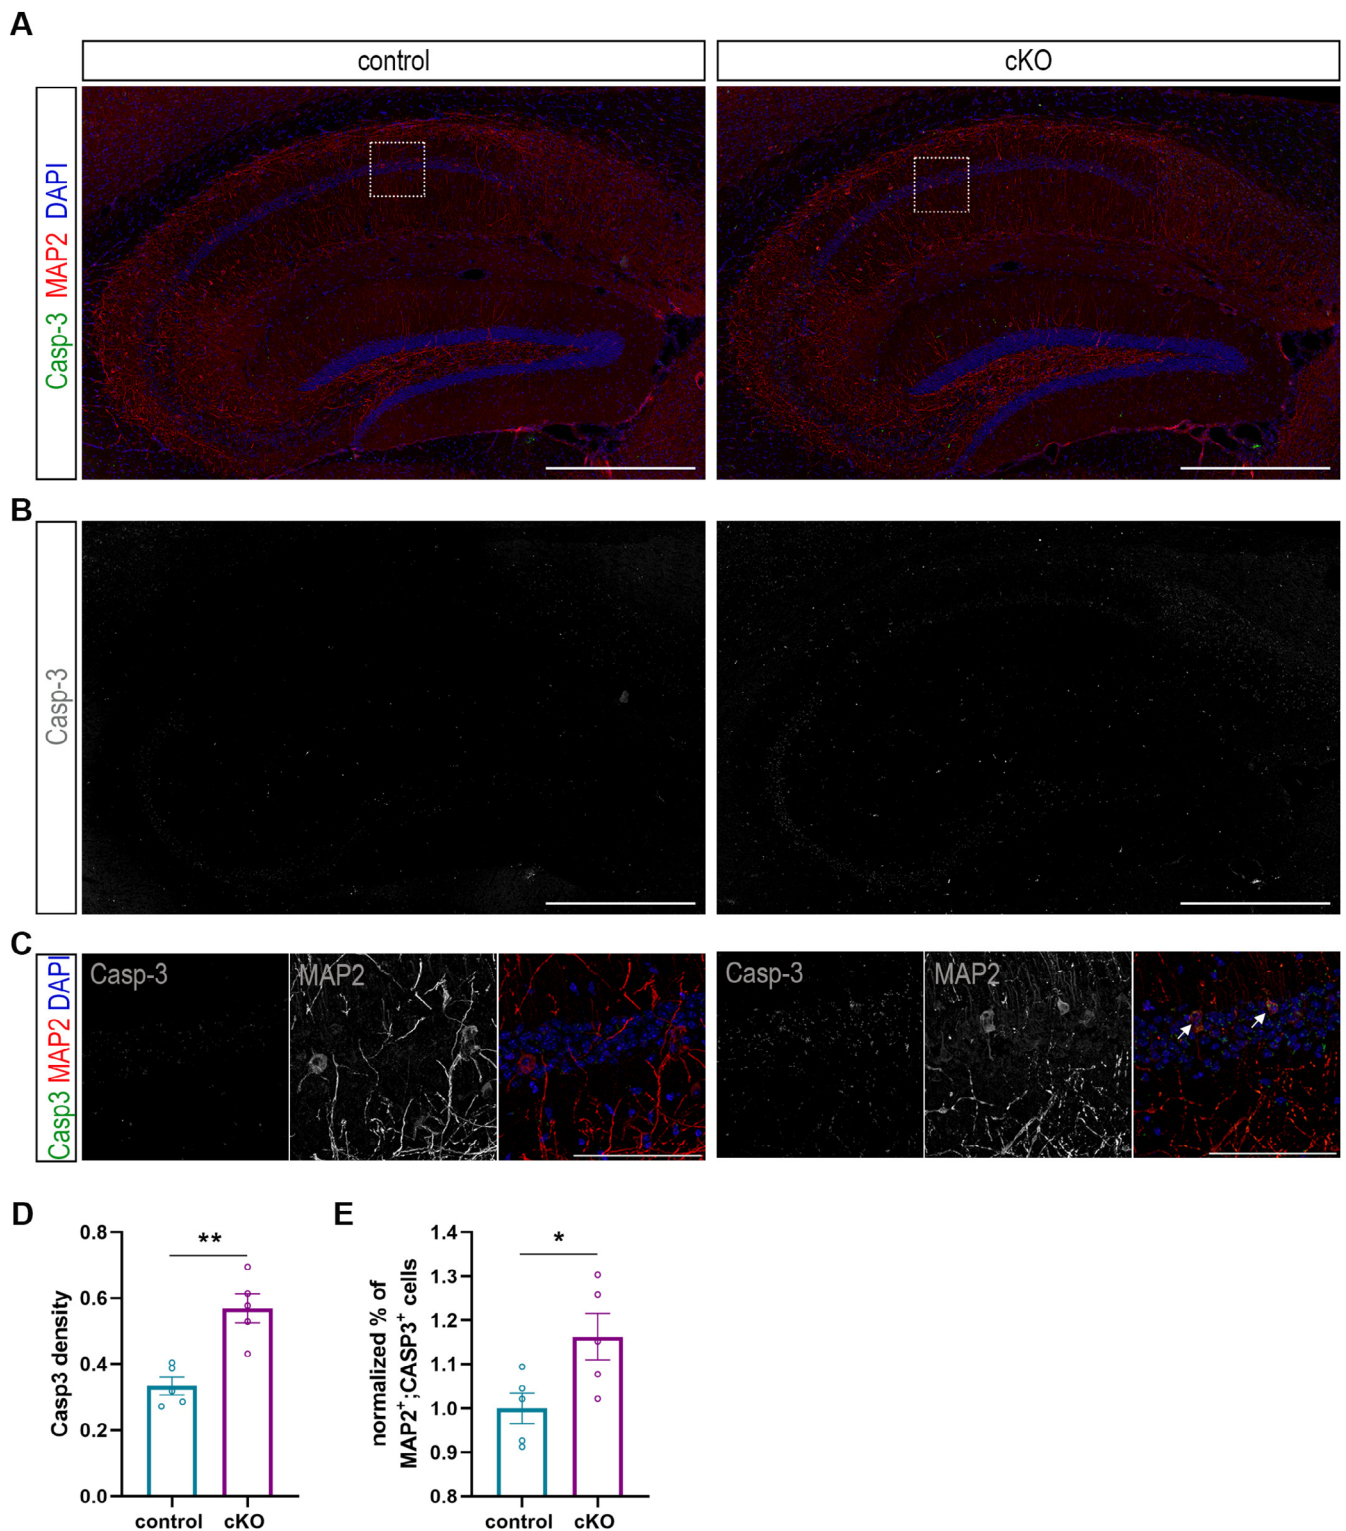 A
control
cKO
Casp-3 MAP2 DAPI
B
Casp-3
C
Casp3 MAP2 DAPI
Casp-3
MAP2
Casp-3
MAP2
D
Casp3 density
0.8
0.6
0.4
0.2
0.0
**
control
cKO
E
normalized % of
MAP2+;CASP3+ cells
1.4
1.3
1.2
1.1
1.0
0.9
0.8
*
control
cKO